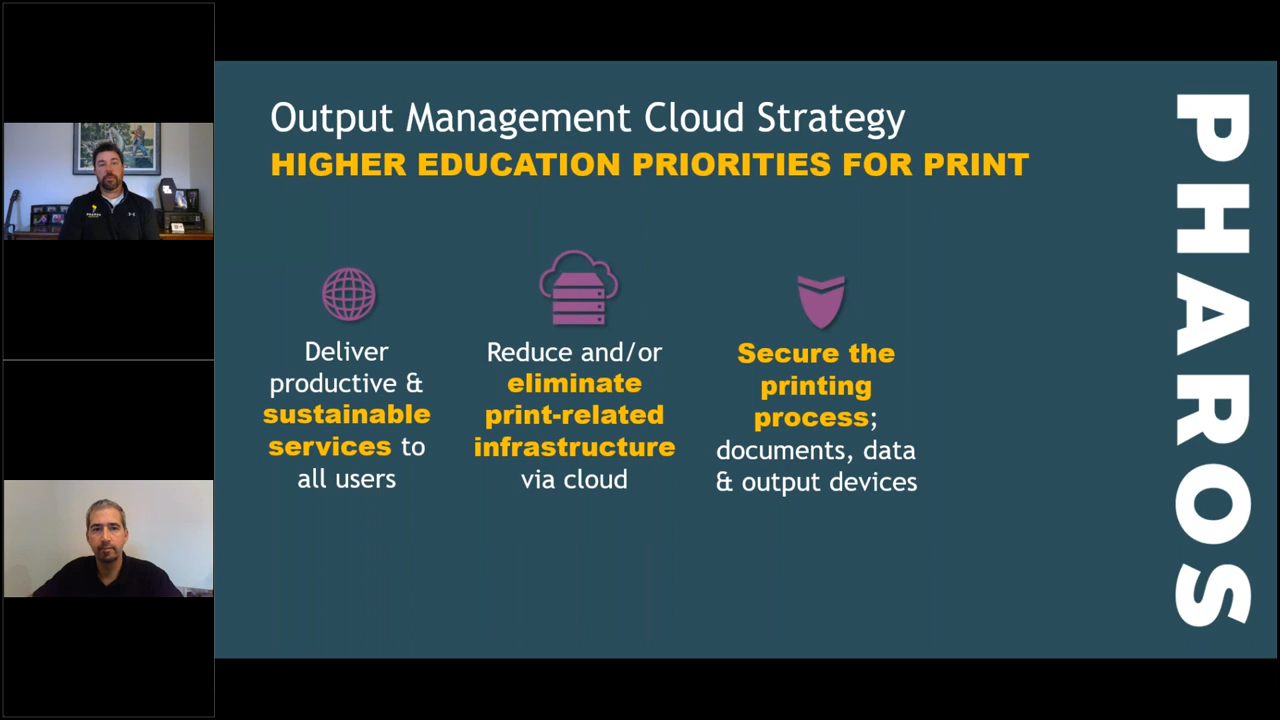 Output Management Cloud Strategy
HIGHER EDUCATION PRIORITIES FOR PRINT
Deliver
productive &
sustainable
services to
all users
Reduce and/or
eliminate
print-related
infrastructure
via cloud
Secure the
printing
process;
documents, data
& output devices
PHAROS